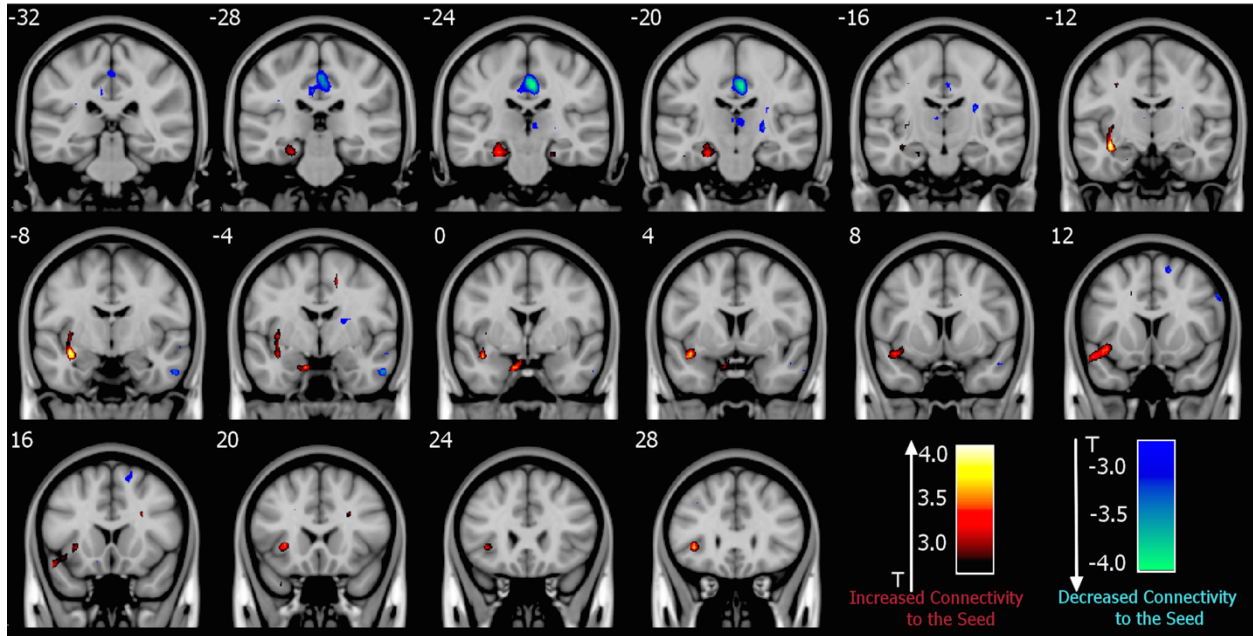 -32 -28 -24 -20 -16 -12
-8 -4 0 4 8 12
16 20 24 28
4.0
3.5
3.0
T
Increased Connectivity
to the Seed
T
-3.0
-3.5
-4.0
Decreased Connectivity
to the Seed